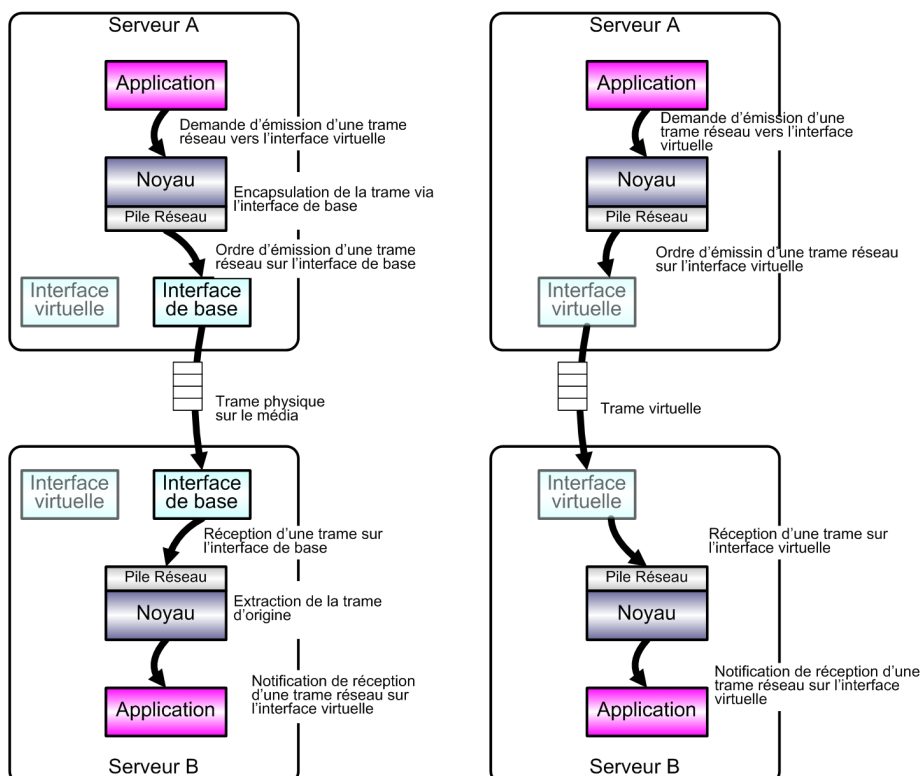 Serveur A
Application
Demande d'émission d'une trame
réseau vers l'interface virtuelle
Noyau
Encapsulation de la trame via
l'interface de base
Pile Réseau
Ordre d'émission d'une trame
réseau sur l'interface de base
Interface
virtuelle
Interface
de base
Trame physique
sur le média
Interface
virtuelle
Interface
de base
Réception d'une trame sur
l'interface de base
Pile Réseau
Noyau
Extraction de la trame
d'origine
Notification de réception
d'une trame réseau sur
l'interface virtuelle
Application
Serveur B
Serveur A
Application
Demande d'émission d'une
trame réseau vers l'interface
virtuelle
Noyau
Pile Réseau
Ordre d'émissin d'une trame réseau
sur l'interface virtuelle
Interface
virtuelle
Trame virtuelle
Interface
virtuelle
Réception d'une trame sur
l'interface virtuelle
Pile Réseau
Noyau
Notification de réception d'une
trame réseau sur l'interface
virtuelle
Application
Serveur B